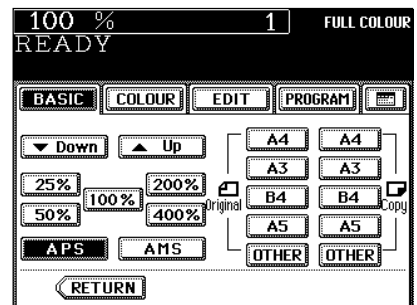 100 % 1 FULL COLOUR
READY
BASIC COLOUR EDIT PROGRAM
Down Up A4 A4
A3 A3
25% 100% 200% Original B4 B4 Copy
50% 400% A5 A5
APS AMS OTHER OTHER
RETURN